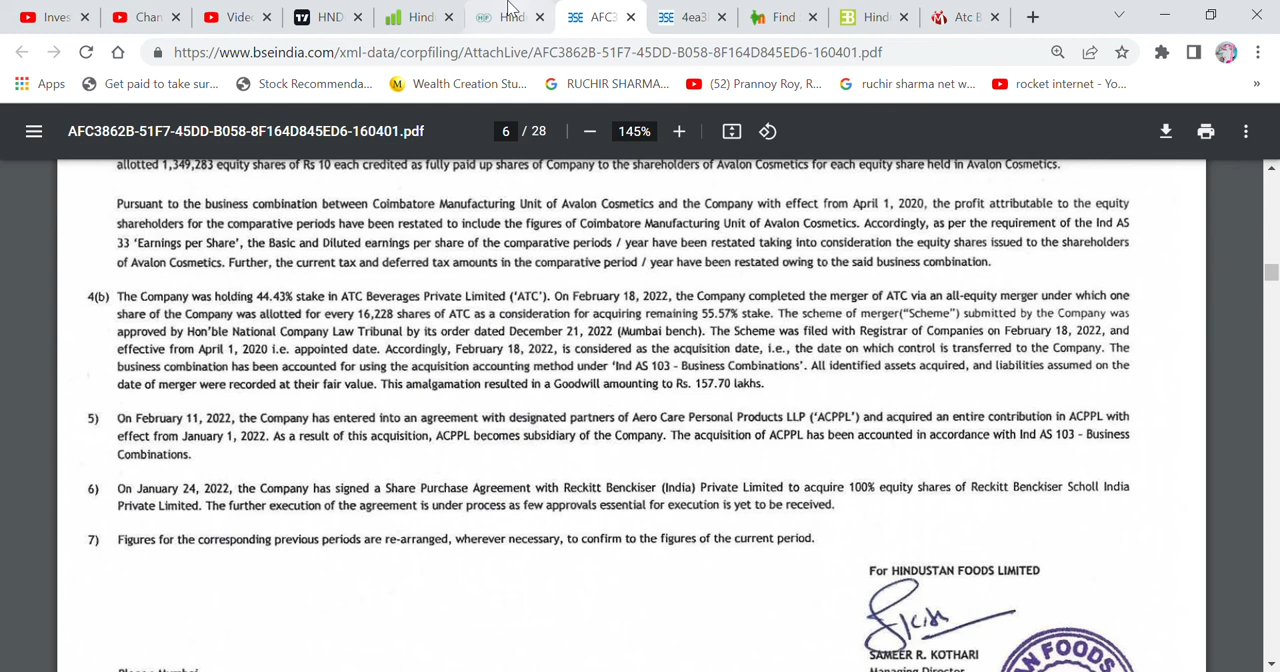 Inves
Chan
Video
HND
Hind
Hind
AFC3
4ea3
Find
Hind
Atc B
https://www.bseindia.com/xml-data/corpfiling/AttachLive/AFC3862B-51F7-45DD-B058-8F164D845ED6-160401.pdf
Apps
Get paid to take sur...
Stock Recommenda...
Wealth Creation Stu...
RUCHIR SHARMA...
(52) Prannoy Roy, R...
ruchir sharma net w...
rocket internet - Yo...
»
AFC3862B-51F7-45DD-B058-8F164D845ED6-160401.pdf
6 / 28
145%
allotted 1,349,283 equity shares of Rs 10 each credited as fully paid up shares of Company to the shareholders of Avalon Cosmetics for each equity share held in Avalon Cosmetics.
Pursuant to the business combination between Coimbatore Manufacturing Unit of Avalon Cosmetics and the Company with effect from April 1, 2020, the profit attributable to the equity
shareholders for the comparative periods have been restated to include the figures of Coimbatore Manufacturing Unit of Avalon Cosmetics. Accordingly, as per the requirement of the Ind AS
33 ‘Earnings per Share’, the Basic and Diluted earnings per share of the comparative periods / year have been restated taking into consideration the equity shares issued to the shareholders
of Avalon Cosmetics. Further, the current tax and deferred tax amounts in the comparative period / year have been restated owing to the said business combination.
4(b) The Company was holding 44.43% stake in ATC Beverages Private Limited (‘ATC’). On February 18, 2022, the Company completed the merger of ATC via an all-equity merger under which one
share of the Company was allotted for every 16,228 shares of ATC as a consideration for acquiring remaining 55.57% stake. The scheme of merger(“Scheme”) submitted by the Company was
approved by Hon’ble National Company Law Tribunal by its order dated December 21, 2022 (Mumbai bench). The Scheme was filed with Registrar of Companies on February 18, 2022, and
effective from April 1, 2020 i.e. appointed date. Accordingly, February 18, 2022, is considered as the acquisition date, i.e., the date on which control is transferred to the Company. The
business combination has been accounted for using the acquisition accounting method under ‘Ind AS 103 - Business Combinations’. All identified assets acquired, and liabilities assumed on the
date of merger were recorded at their fair value. This amalgamation resulted in a Goodwill amounting to Rs. 157.70 lakhs.
5) On February 11, 2022, the Company has entered into an agreement with designated partners of Aero Care Personal Products LLP (‘ACPPL’) and acquired an entire contribution in ACPPL with
effect from January 1, 2022. As a result of this acquisition, ACPPL becomes subsidiary of the Company. The acquisition of ACPPL has been accounted in accordance with Ind AS 103 - Business
Combinations.
6) On January 24, 2022, the Company has signed a Share Purchase Agreement with Reckitt Benckiser (India) Private Limited to acquire 100% equity shares of Reckitt Benckiser Scholl India
Private Limited. The further execution of the agreement is under process as few approvals essential for execution is yet to be received.
7) Figures for the corresponding previous periods are re-arranged, wherever necessary, to confirm to the figures of the current period.
For HINDUSTAN FOODS LIMITED
SAMEER R. KOTHARI
Managing Director
FOODS